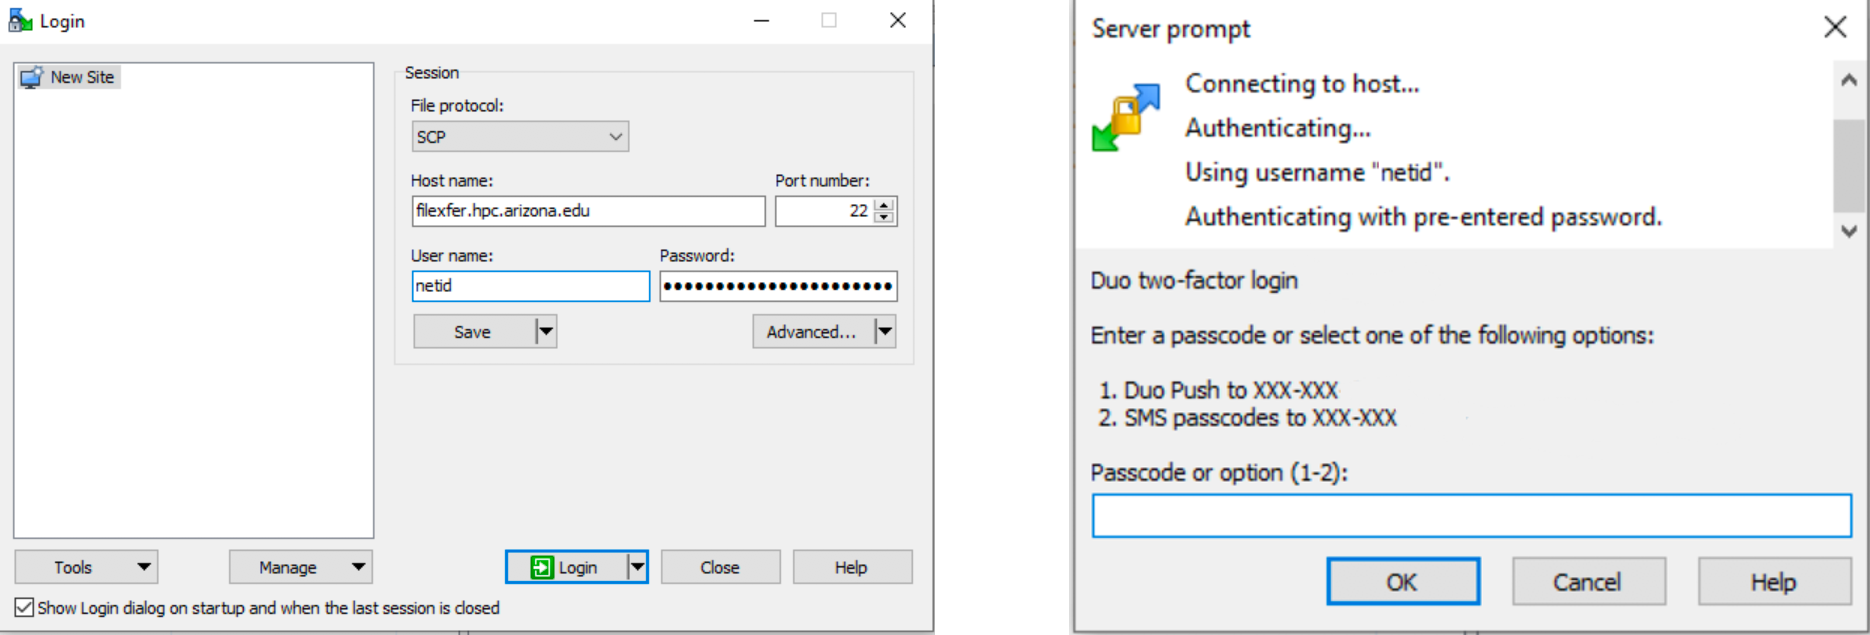 Login
New Site
Session
File protocol:
SCP
Host name:
Port number:
filexfer.hpc.arizona.edu
22
User name:
Password:
netid
●●●●●●●●●●●●●●●●●●●●●●
Save
Advanced...
Tools
Manage
Login
Close
Help
Show Login dialog on startup and when the last session is closed
Server prompt
Connecting to host...
Authenticating...
Using username "netid".
Authenticating with pre-entered password.
Duo two-factor login
Enter a passcode or select one of the following options:
1. Duo Push to XXX-XXX
2. SMS passcodes to XXX-XXX
Passcode or option (1-2):
OK
Cancel
Help